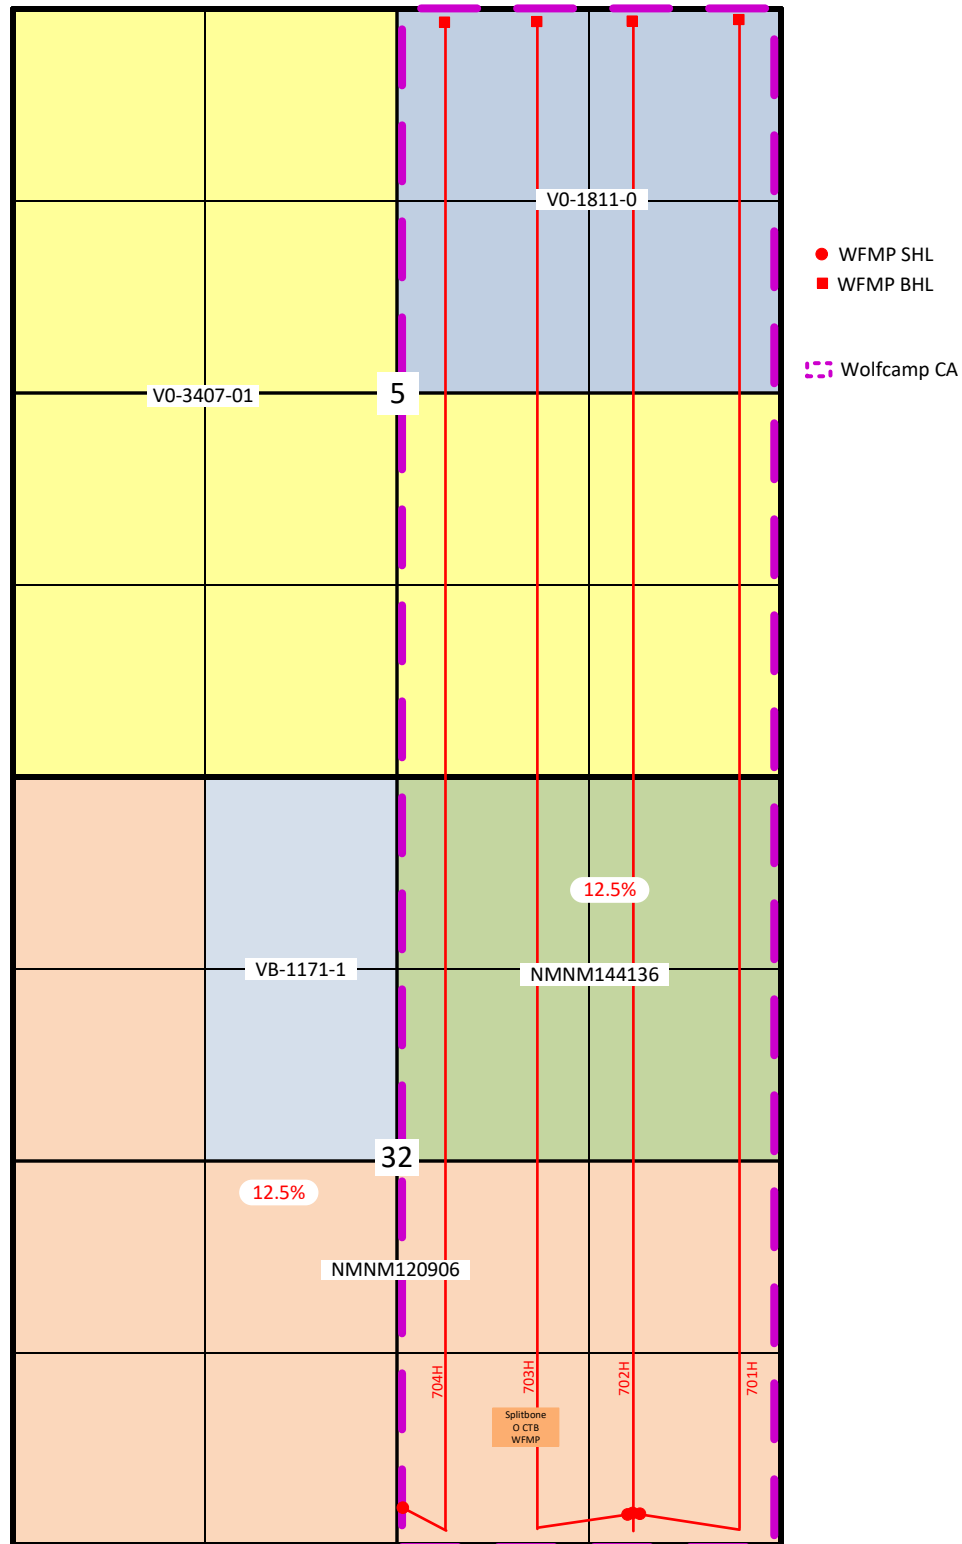 V0-1811-0
WFMP SHL
WFMP BHL
Wolfcamp CA
V0-3407-01
5
12.5%
VB-1171-1
NMNM144136
32
12.5%
NMNM120906
704H
703H
702H
701H
Splitbone
O CTB
WFMP